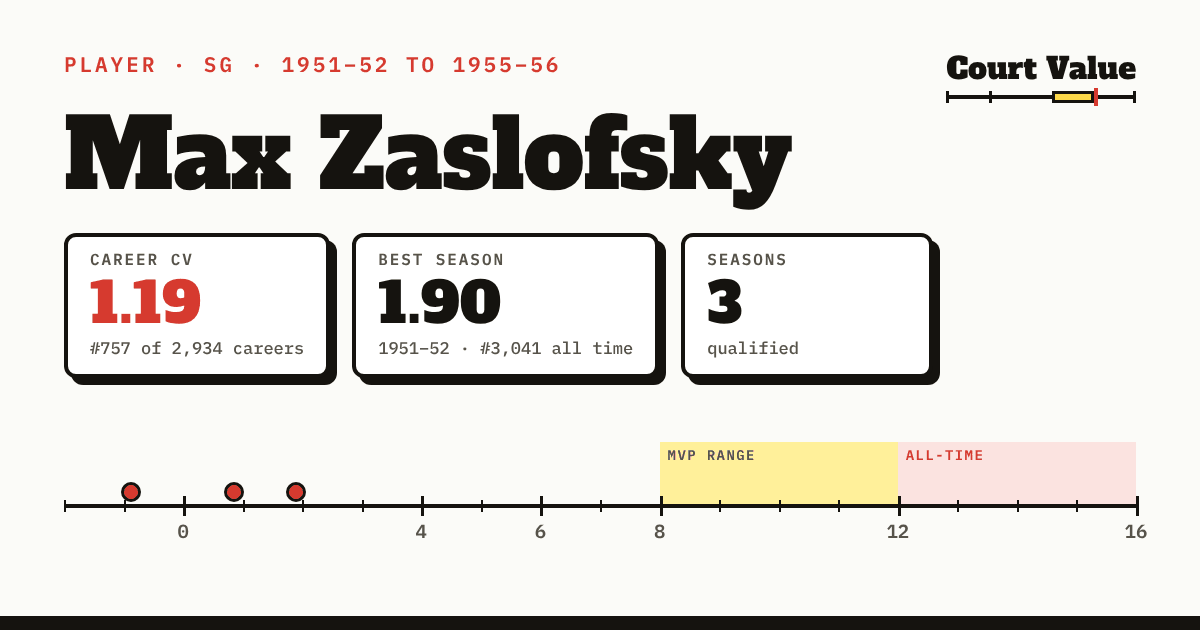 PLAYER · SG · 1951–52 TO 1955–56
Court Value
Max Zaslofsky
CAREER CV
1.19
#757 of 2,934 careers
BEST SEASON
1.90
1951–52 · #3,041 all time
SEASONS
3
qualified
MVP RANGE
ALL-TIME
0 4 6 8 12 16